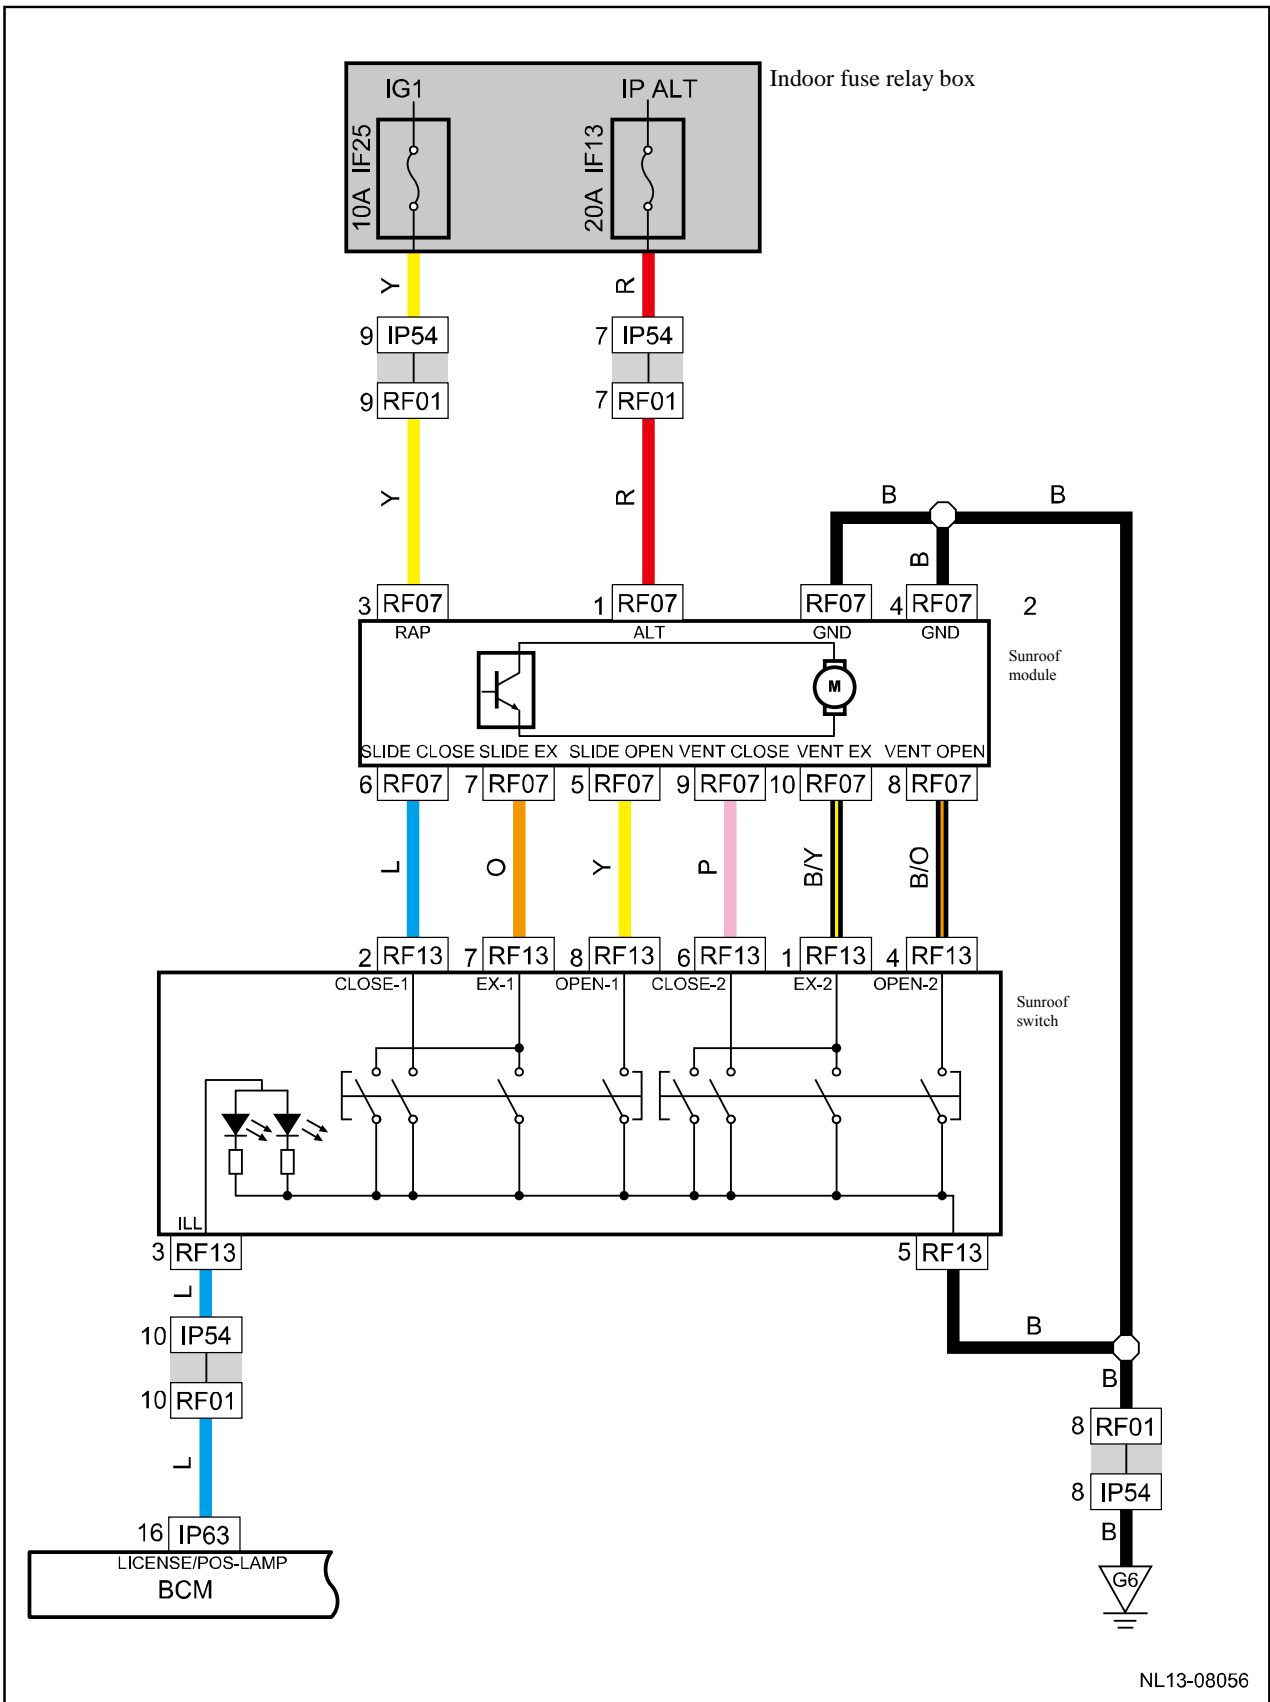 Indoor fuse relay box
IG1 IP ALT
10A IF25 20A IF13
Y R
9 IP54 7 IP54
9 RF01 7 RF01
Y R B B
B
3 RF07 1 RF07 RF07 4 RF07 2
RAP ALT GND GND
Sunroof
module
M
SLIDE CLOSE SLIDE EX SLIDE OPEN VENT CLOSE VENT EX VENT OPEN
6 RF07 7 RF07 5 RF07 9 RF07 10 RF07 8 RF07
L O Y P B/Y B/O
2 RF13 7 RF13 8 RF13 6 RF13 1 RF13 4 RF13
CLOSE-1 EX-1 OPEN-1 CLOSE-2 EX-2 OPEN-2
Sunroof
switch
ILL
3 RF13 5 RF13
L B
10 IP54
B
10 RF01
8 RF01
L
8 IP54
16 IP63 B
LICENSE/POS-LAMP
BCM
G6
NL13-08056